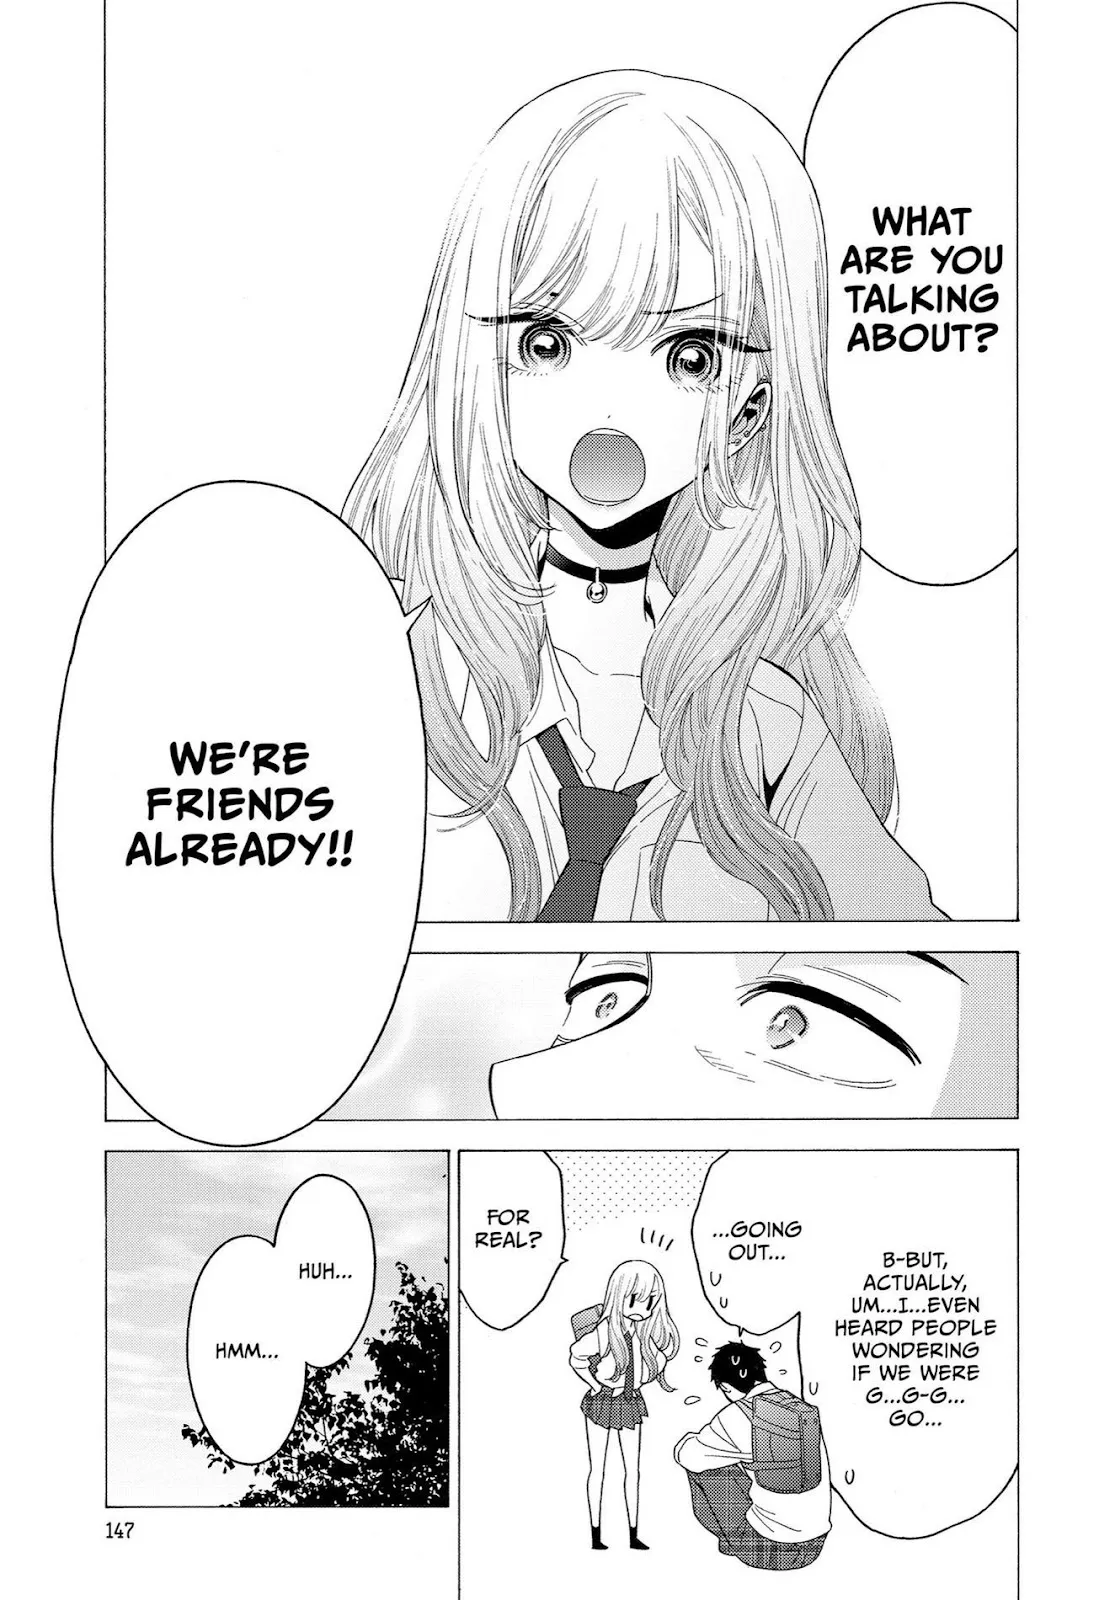 WHAT
ARE YOU
TALKING
ABOUT?
WE'RE
FRIENDS
ALREADY!!
B-BUT,
ACTUALLY,
UM...I...EVEN
HEARD PEOPLE
WONDERING
IF WE WERE
G...G-G...
GO...
...GOING
OUT...
FOR
REAL?
HUH...
HMM...
147